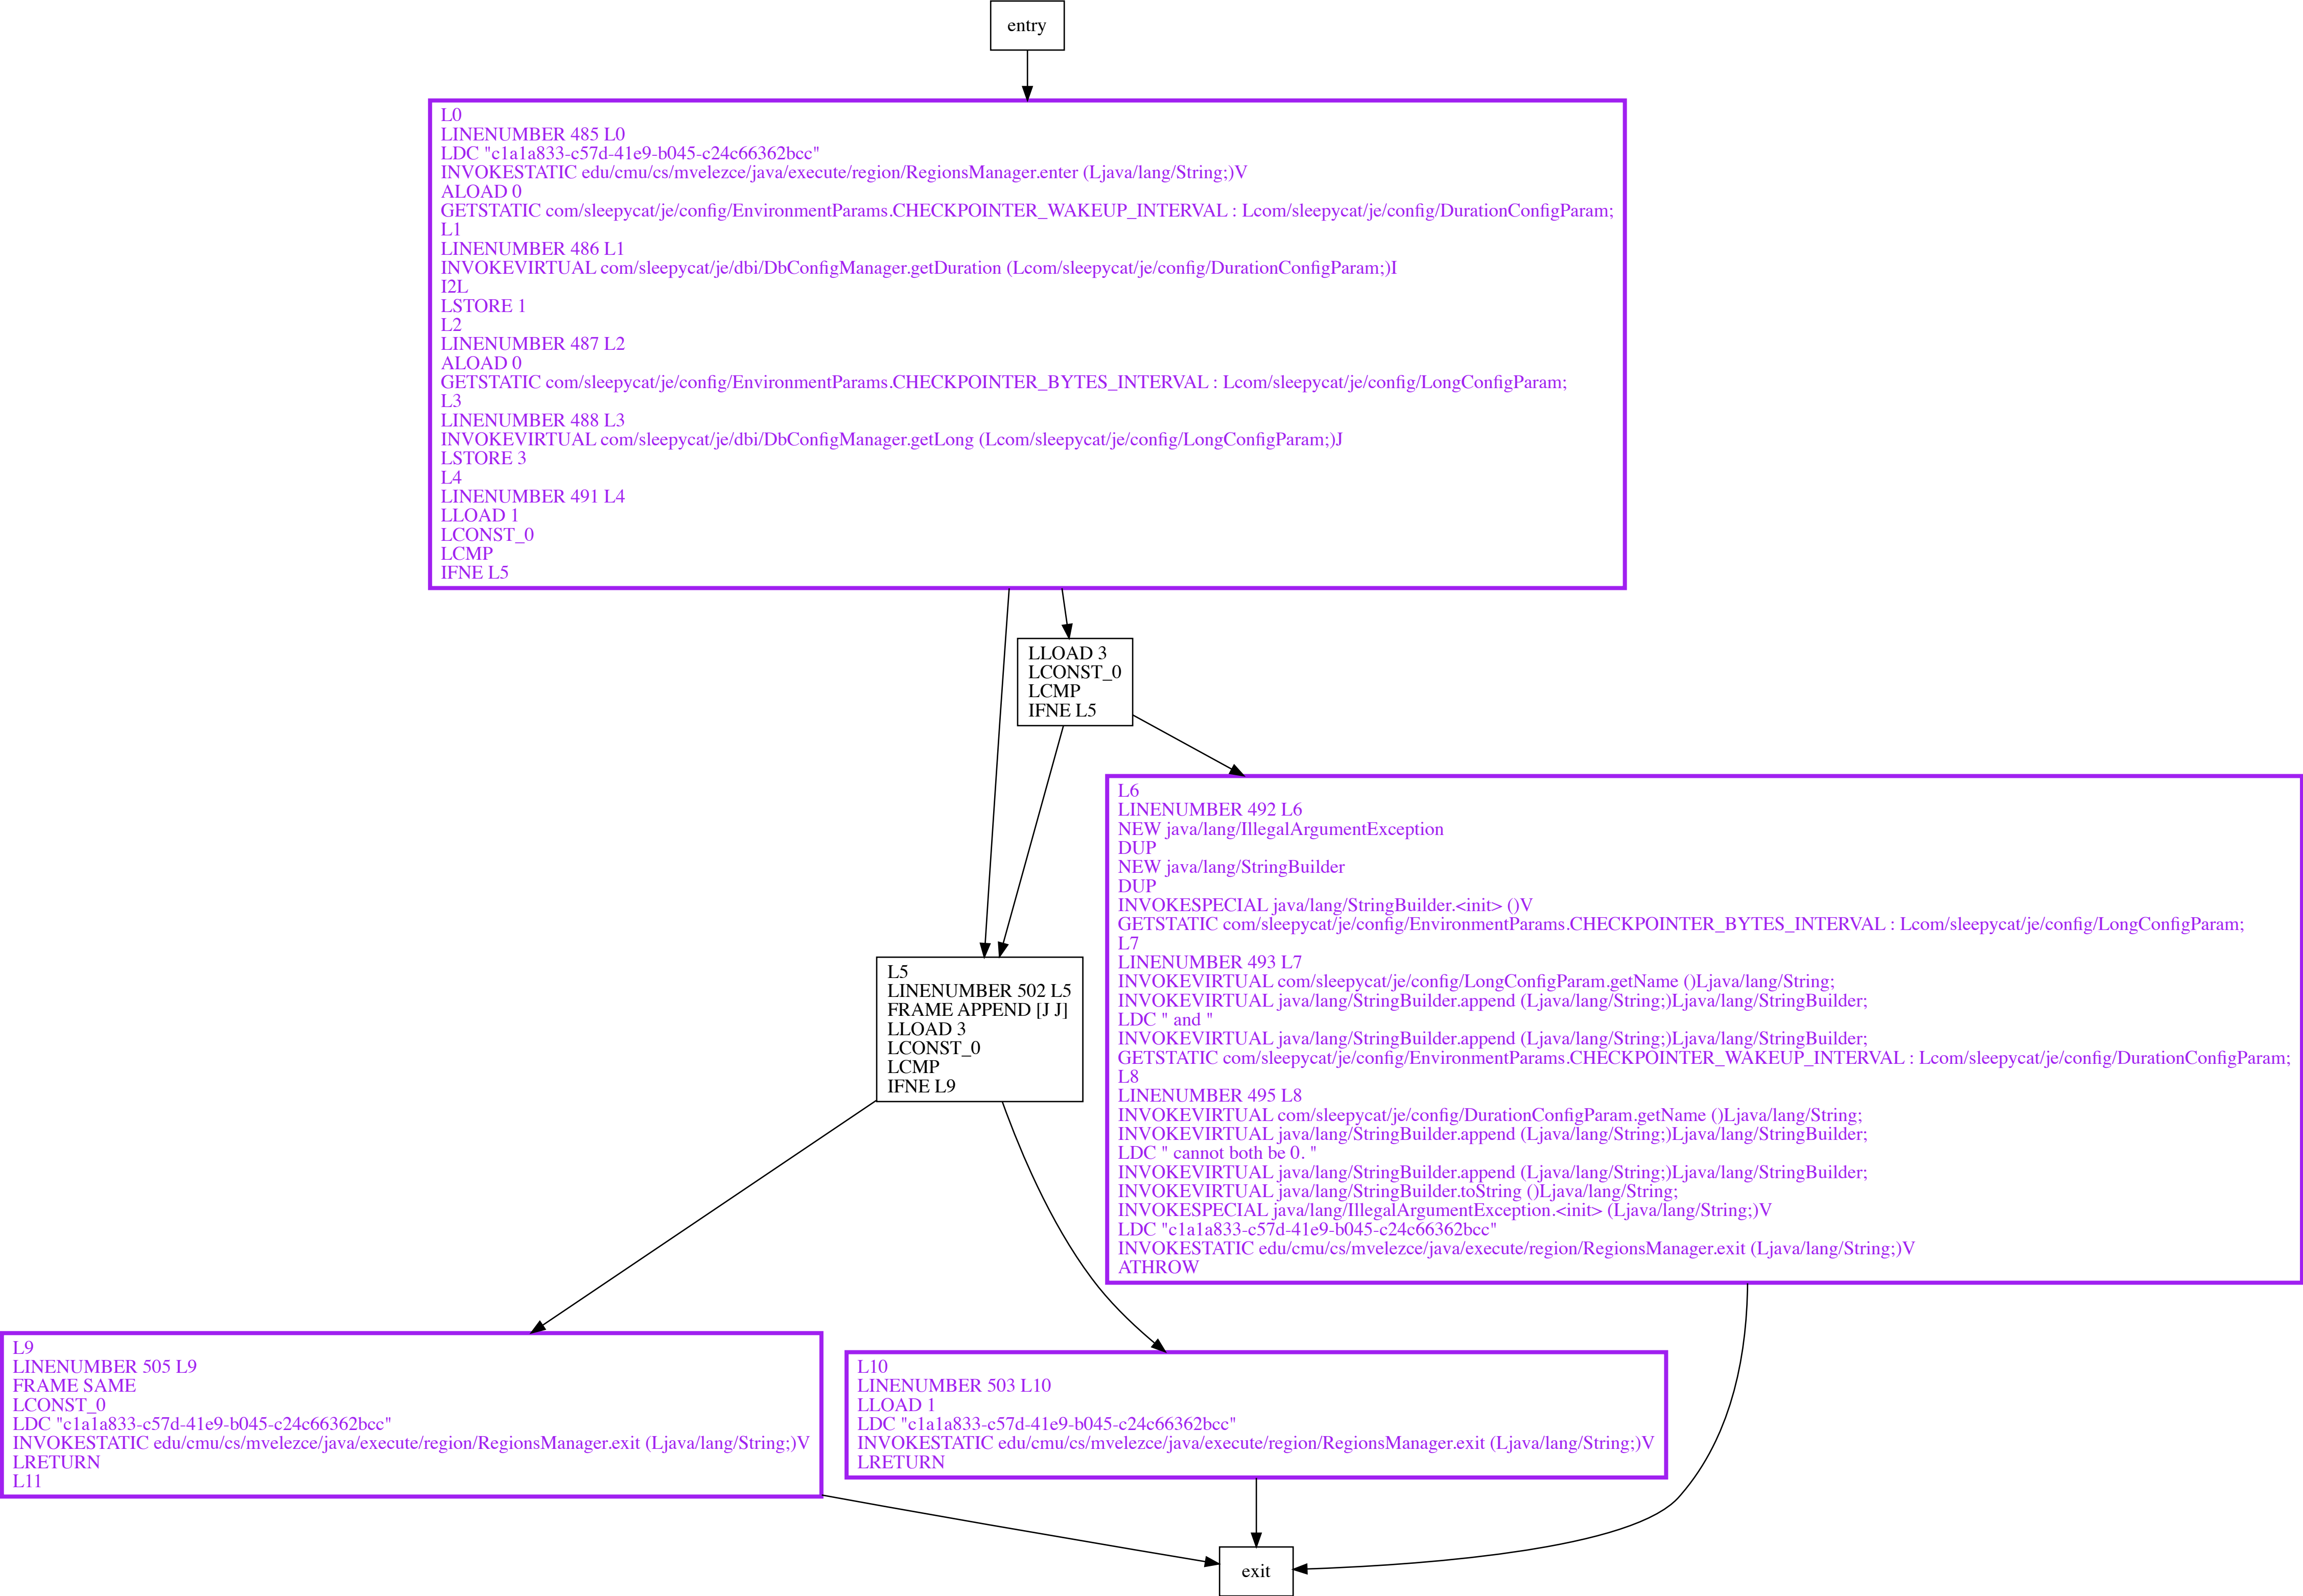 entry
L0
LINENUMBER 485 L0
LDC "c1a1a833-c57d-41e9-b045-c24c66362bcc"
INVOKESTATIC edu/cmu/cs/mvelezce/java/execute/region/RegionsManager.enter (Ljava/lang/String;)V
ALOAD 0
GETSTATIC com/sleepycat/je/config/EnvironmentParams.CHECKPOINTER_WAKEUP_INTERVAL : Lcom/sleepycat/je/config/DurationConfigParam;
L1
LINENUMBER 486 L1
INVOKEVIRTUAL com/sleepycat/je/dbi/DbConfigManager.getDuration (Lcom/sleepycat/je/config/DurationConfigParam;)I
I2L
LSTORE 1
L2
LINENUMBER 487 L2
ALOAD 0
GETSTATIC com/sleepycat/je/config/EnvironmentParams.CHECKPOINTER_BYTES_INTERVAL : Lcom/sleepycat/je/config/LongConfigParam;
L3
LINENUMBER 488 L3
INVOKEVIRTUAL com/sleepycat/je/dbi/DbConfigManager.getLong (Lcom/sleepycat/je/config/LongConfigParam;)J
LSTORE 3
L4
LINENUMBER 491 L4
LLOAD 1
LCONST_0
LCMP
IFNE L5
LLOAD 3
LCONST_0
LCMP
IFNE L5
L6
LINENUMBER 492 L6
NEW java/lang/IllegalArgumentException
DUP
NEW java/lang/StringBuilder
DUP
INVOKESPECIAL java/lang/StringBuilder.<init> ()V
GETSTATIC com/sleepycat/je/config/EnvironmentParams.CHECKPOINTER_BYTES_INTERVAL : Lcom/sleepycat/je/config/LongConfigParam;
L7
LINENUMBER 493 L7
INVOKEVIRTUAL com/sleepycat/je/config/LongConfigParam.getName ()Ljava/lang/String;
INVOKEVIRTUAL java/lang/StringBuilder.append (Ljava/lang/String;)Ljava/lang/StringBuilder;
LDC " and "
INVOKEVIRTUAL java/lang/StringBuilder.append (Ljava/lang/String;)Ljava/lang/StringBuilder;
GETSTATIC com/sleepycat/je/config/EnvironmentParams.CHECKPOINTER_WAKEUP_INTERVAL : Lcom/sleepycat/je/config/DurationConfigParam;
L8
LINENUMBER 495 L8
INVOKEVIRTUAL com/sleepycat/je/config/DurationConfigParam.getName ()Ljava/lang/String;
INVOKEVIRTUAL java/lang/StringBuilder.append (Ljava/lang/String;)Ljava/lang/StringBuilder;
LDC " cannot both be 0. "
INVOKEVIRTUAL java/lang/StringBuilder.append (Ljava/lang/String;)Ljava/lang/StringBuilder;
INVOKEVIRTUAL java/lang/StringBuilder.toString ()Ljava/lang/String;
INVOKESPECIAL java/lang/IllegalArgumentException.<init> (Ljava/lang/String;)V
LDC "c1a1a833-c57d-41e9-b045-c24c66362bcc"
INVOKESTATIC edu/cmu/cs/mvelezce/java/execute/region/RegionsManager.exit (Ljava/lang/String;)V
ATHROW
L5
LINENUMBER 502 L5
FRAME APPEND [J J]
LLOAD 3
LCONST_0
LCMP
IFNE L9
L9
LINENUMBER 505 L9
FRAME SAME
LCONST_0
LDC "c1a1a833-c57d-41e9-b045-c24c66362bcc"
INVOKESTATIC edu/cmu/cs/mvelezce/java/execute/region/RegionsManager.exit (Ljava/lang/String;)V
LRETURN
L11
L10
LINENUMBER 503 L10
LLOAD 1
LDC "c1a1a833-c57d-41e9-b045-c24c66362bcc"
INVOKESTATIC edu/cmu/cs/mvelezce/java/execute/region/RegionsManager.exit (Ljava/lang/String;)V
LRETURN
exit